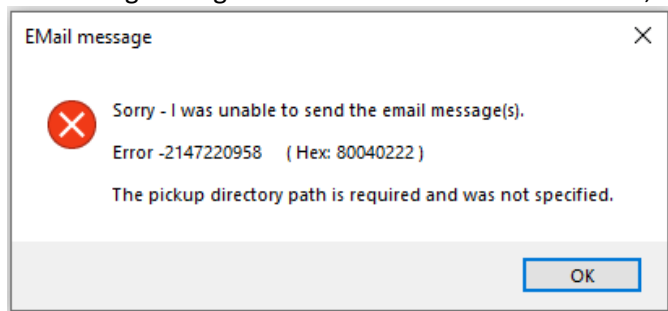 EMail message
Sorry - I was unable to send the email message(s).
Error -2147220958 ( Hex: 80040222 )
The pickup directory path is required and was not specified.
OK